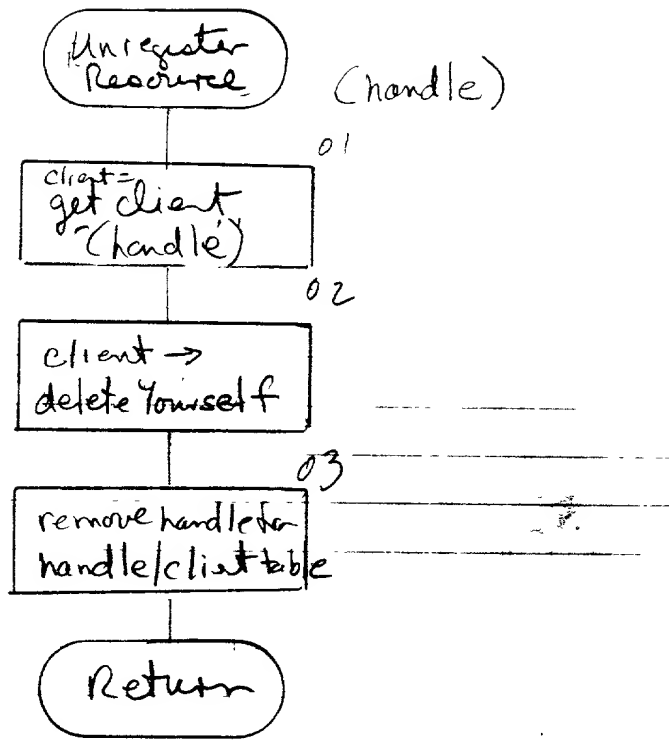 Unregister
Resource
(handle)
01
client =
get client
(handle)
02
client →
delete Yourself
03
remove handle for
handle/client table
Return